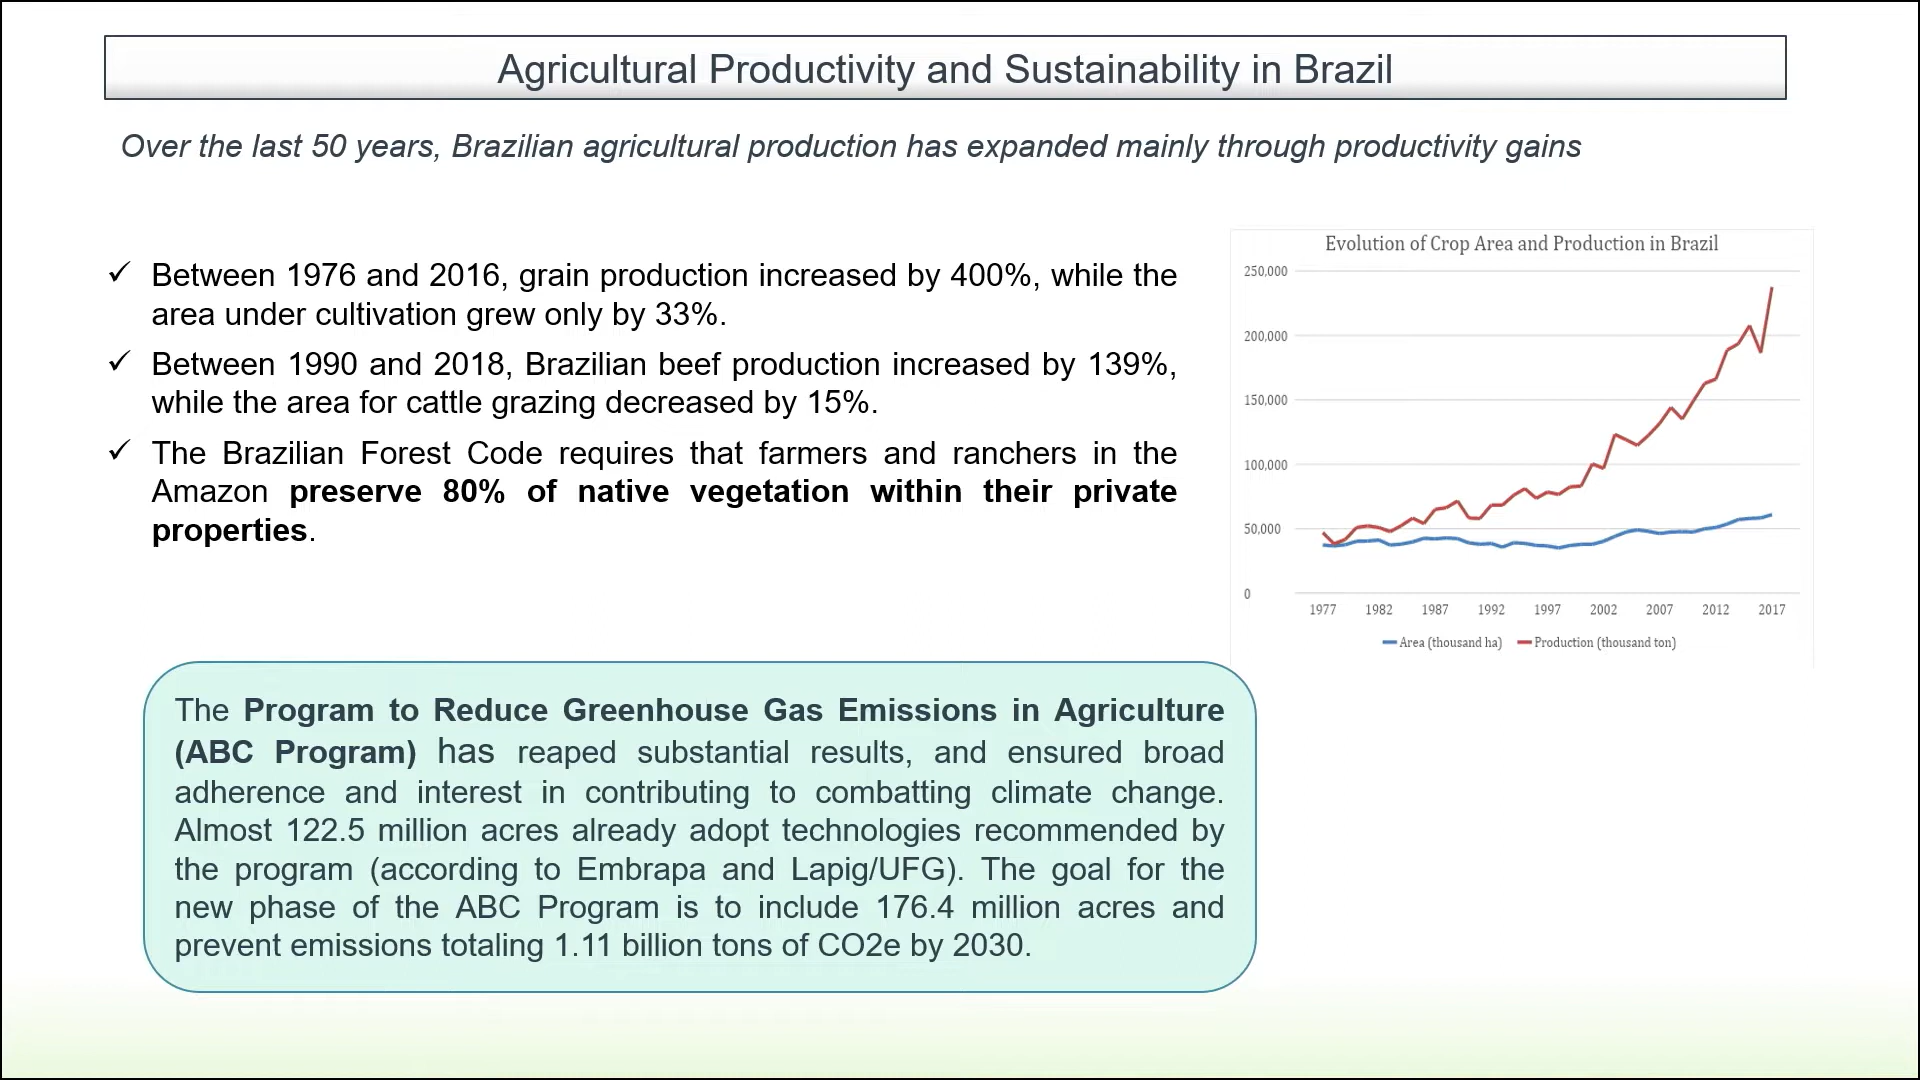 Agricultural Productivity and Sustainability in Brazil
Over the last 50 years, Brazilian agricultural production has expanded mainly through productivity gains
✓ Between 1976 and 2016, grain production increased by 400%, while the
area under cultivation grew only by 33%.
✓ Between 1990 and 2018, Brazilian beef production increased by 139%,
while the area for cattle grazing decreased by 15%.
✓ The Brazilian Forest Code requires that farmers and ranchers in the
Amazon preserve 80% of native vegetation within their private
properties.
Evolution of Crop Area and Production in Brazil
250,000
200,000
150,000
100,000
50,000
0
1977 1982 1987 1992 1997 2002 2007 2012 2017
Area (thousand ha) Production (thousand ton)
The Program to Reduce Greenhouse Gas Emissions in Agriculture
(ABC Program) has reaped substantial results, and ensured broad
adherence and interest in contributing to combatting climate change.
Almost 122.5 million acres already adopt technologies recommended by
the program (according to Embrapa and Lapig/UFG). The goal for the
new phase of the ABC Program is to include 176.4 million acres and
prevent emissions totaling 1.11 billion tons of CO2e by 2030.